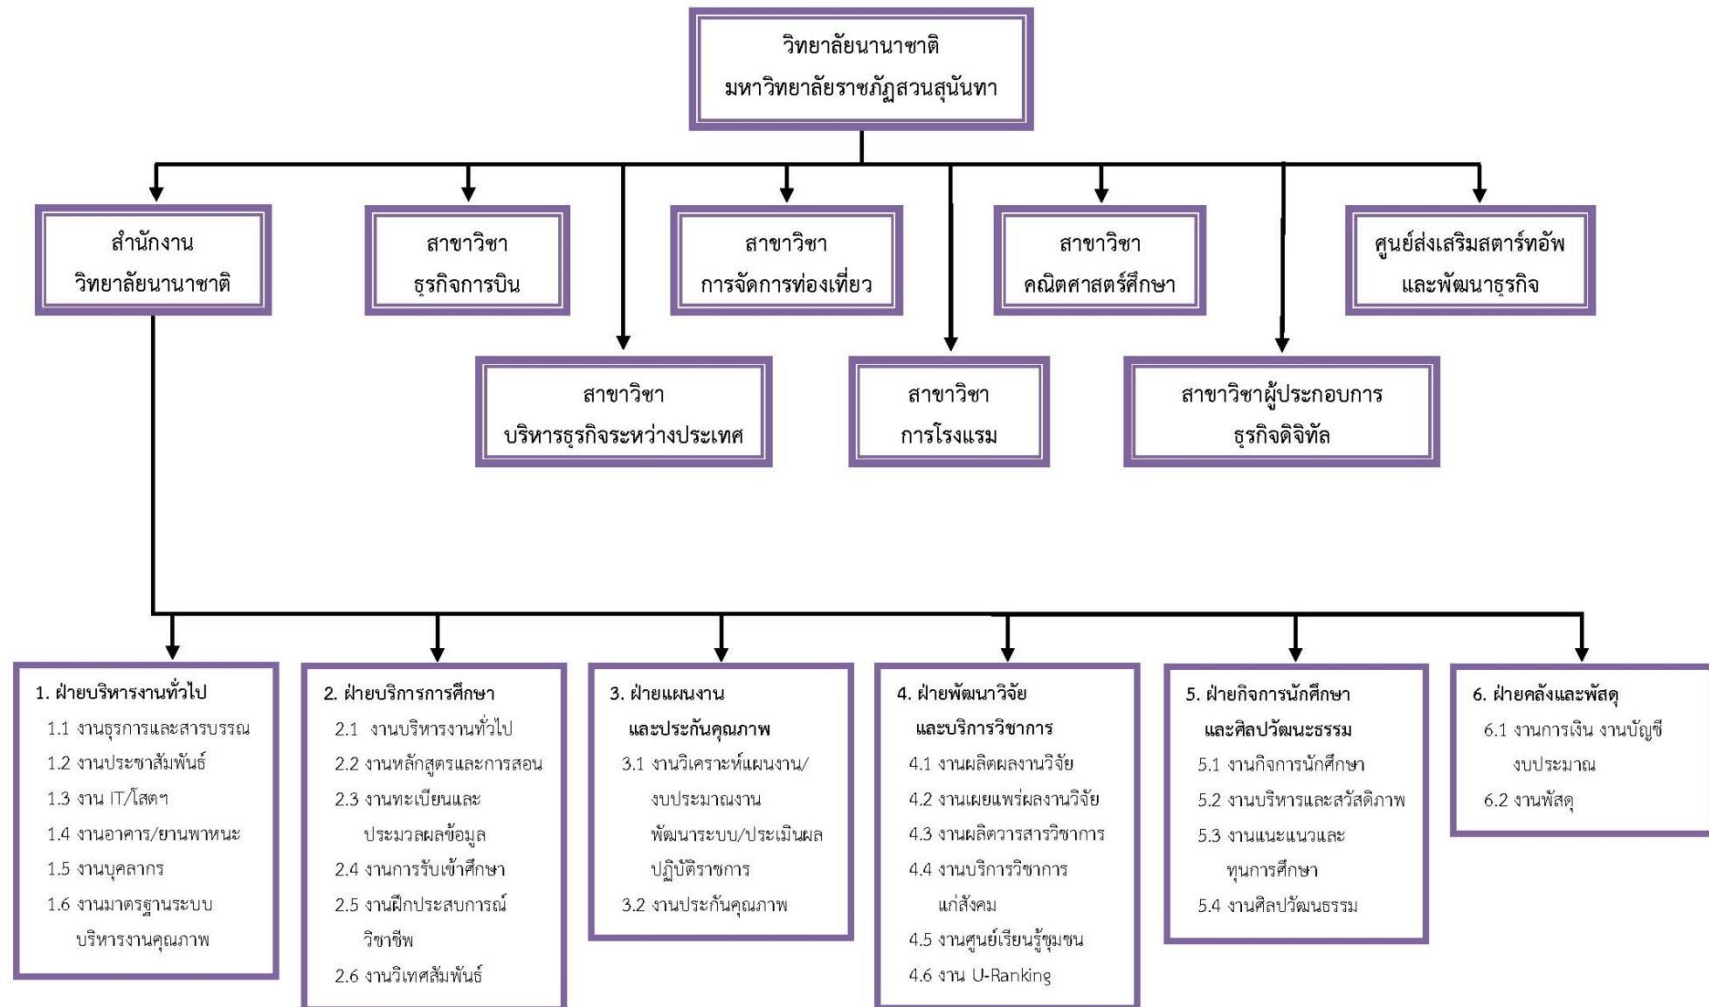 วิทยาลัยนานาชาติ
มหาวิทยาลัยราชภัฏสวนสุนันทา
สำนักงาน
วิทยาลัยนานาชาติ
สาขาวิชา
ธุรกิจการบิน
สาขาวิชา
การจัดการท่องเที่ยว
สาขาวิชา
คณิตศาสตร์ศึกษา
ศูนย์ส่งเสริมสตาร์ทอัพ
และพัฒนาธุรกิจ
สาขาวิชา
บริหารธุรกิจระหว่างประเทศ
สาขาวิชา
การโรงแรม
สาขาวิชาผู้ประกอบการ
ธุรกิจดิจิทัล
1. ฝ่ายบริหารงานทั่วไป
1.1 งานธุรการและสารบรรณ
1.2 งานประชาสัมพันธ์
1.3 งาน IT/โสตฯ
1.4 งานอาคาร/ยานพาหนะ
1.5 งานบุคลากร
1.6 งานมาตรฐานระบบ
บริหารงานคุณภาพ
2. ฝ่ายบริการการศึกษา
2.1 งานบริหารงานทั่วไป
2.2 งานหลักสูตรและการสอน
2.3 งานทะเบียนและ
ประมวลผลข้อมูล
2.4 งานการรับเข้าศึกษา
2.5 งานฝึกประสบการณ์
วิชาชีพ
2.6 งานวิเทศสัมพันธ์
3. ฝ่ายแผนงาน
และประกันคุณภาพ
3.1 งานวิเคราะห์แผนงาน/
งบประมาณงาน
พัฒนาระบบ/ประเมินผล
ปฏิบัติราชการ
3.2 งานประกันคุณภาพ
4. ฝ่ายพัฒนาวิจัย
และบริการวิชาการ
4.1 งานผลิตผลงานวิจัย
4.2 งานเผยแพร่ผลงานวิจัย
4.3 งานผลิตวารสารวิชาการ
4.4 งานบริการวิชาการ
แก่สังคม
4.5 งานศูนย์เรียนรู้ชุมชน
4.6 งาน U-Ranking
5. ฝ่ายกิจการนักศึกษา
และศิลปวัฒนะธรรม
5.1 งานกิจการนักศึกษา
5.2 งานบริหารและสวัสดิภาพ
5.3 งานแนะแนวและ
ทุนการศึกษา
5.4 งานศิลปวัฒนธรรม
6. ฝ่ายคลังและพัสดุ
6.1 งานการเงิน งานบัญชี
งบประมาณ
6.2 งานพัสดุ